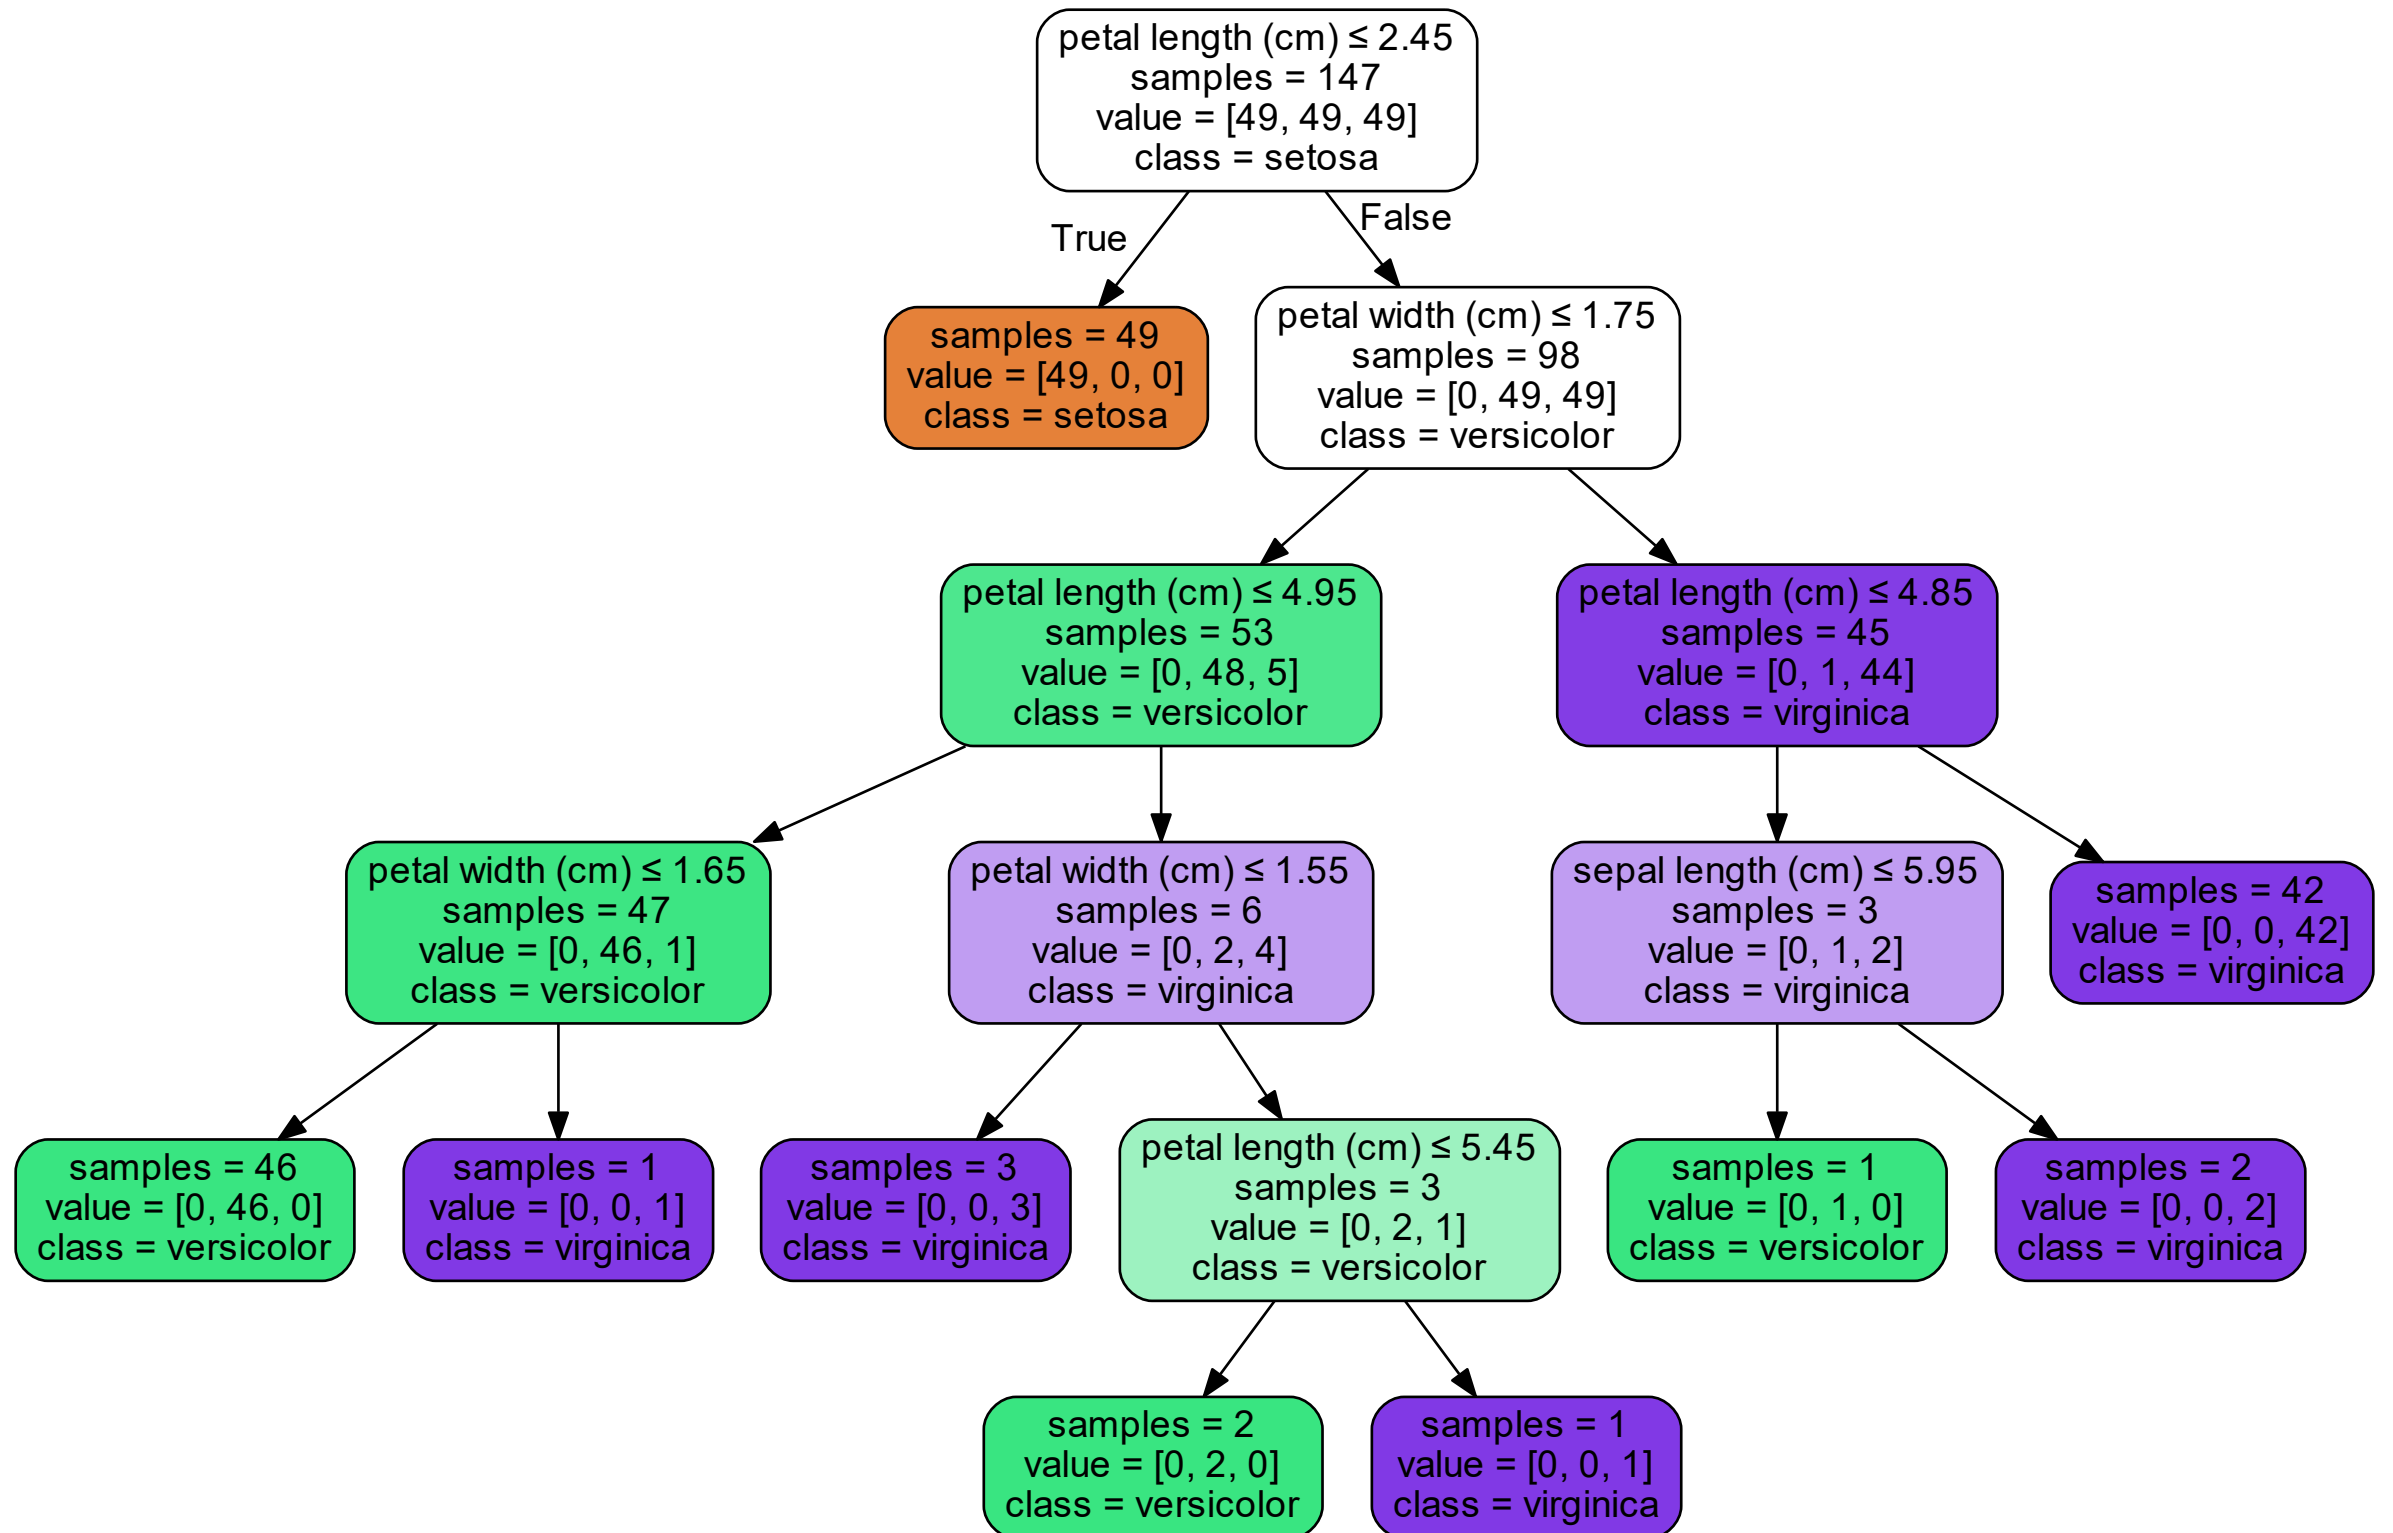 petal length (cm) ≤ 2.45
samples = 147
value = [49, 49, 49]
class = setosa
True
False
samples = 49
value = [49, 0, 0]
class = setosa
petal width (cm) ≤ 1.75
samples = 98
value = [0, 49, 49]
class = versicolor
petal length (cm) ≤ 4.95
samples = 53
value = [0, 48, 5]
class = versicolor
petal length (cm) ≤ 4.85
samples = 45
value = [0, 1, 44]
class = virginica
petal width (cm) ≤ 1.65
samples = 47
value = [0, 46, 1]
class = versicolor
petal width (cm) ≤ 1.55
samples = 6
value = [0, 2, 4]
class = virginica
sepal length (cm) ≤ 5.95
samples = 3
value = [0, 1, 2]
class = virginica
samples = 42
value = [0, 0, 42]
class = virginica
samples = 46
value = [0, 46, 0]
class = versicolor
samples = 1
value = [0, 0, 1]
class = virginica
samples = 3
value = [0, 0, 3]
class = virginica
petal length (cm) ≤ 5.45
samples = 3
value = [0, 2, 1]
class = versicolor
samples = 1
value = [0, 1, 0]
class = versicolor
samples = 2
value = [0, 0, 2]
class = virginica
samples = 2
value = [0, 2, 0]
class = versicolor
samples = 1
value = [0, 0, 1]
class = virginica